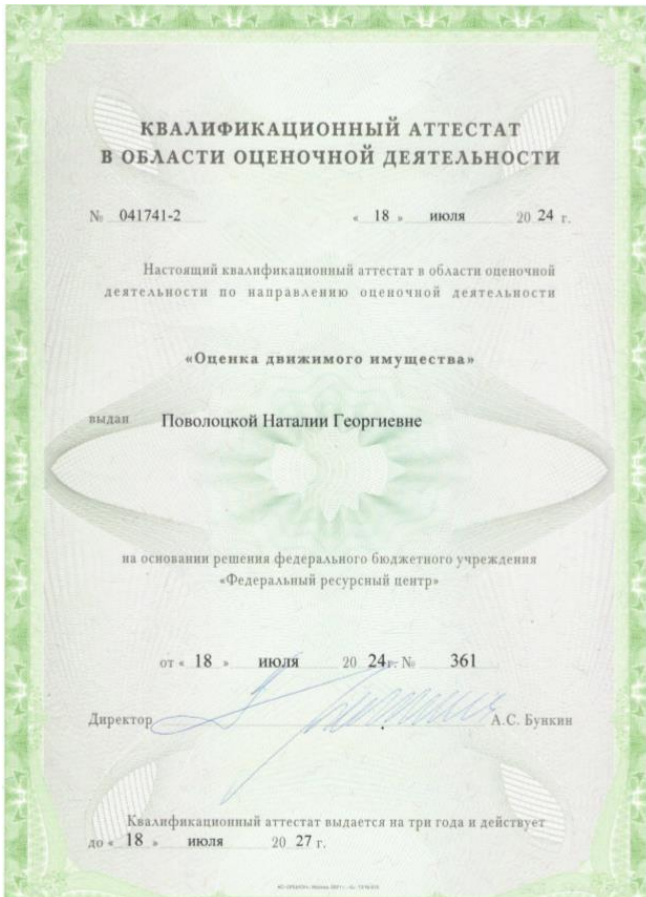 КВАЛИФИКАЦИОННЫЙ АТТЕСТАТ
В ОБЛАСТИ ОЦЕНОЧНОЙ ДЕЯТЕЛЬНОСТИ
№ 041741-2 « 18 » июля 20 24 г.
Настоящий квалификационный аттестат в области оценочной
деятельности по направлению оценочной деятельности
«Оценка движимого имущества»
выдан Поволоцкой Наталии Георгиевне
на основании решения федерального бюджетного учреждения
«Федеральный ресурсный центр»
от « 18 » июля 20 24г. № 361
Директор А.С. Бункин
Квалификационный аттестат выдается на три года и действует
до « 18 » июля 20 27 г.